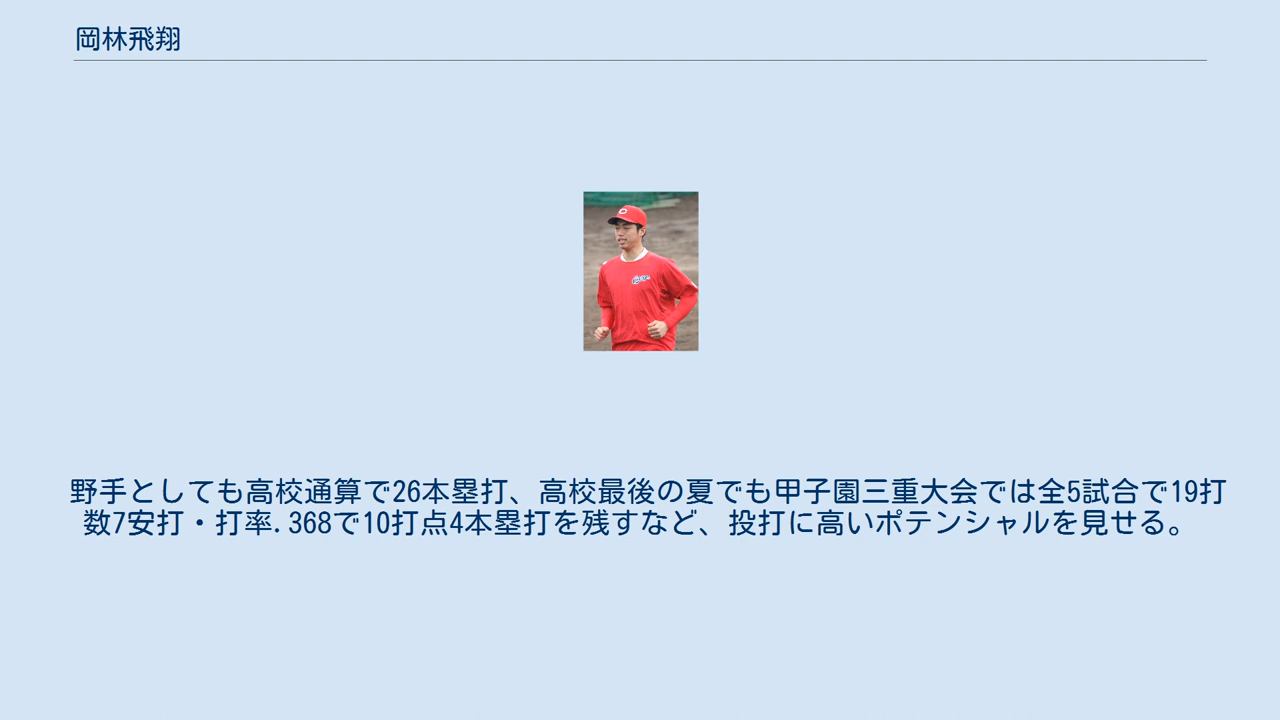 岡林飛翔
野手としても高校通算で26本塁打、高校最後の夏でも甲子園三重大会では全5試合で19打
数7安打・打率.368で10打点4本塁打を残すなど、投打に高いポテンシャルを見せる。